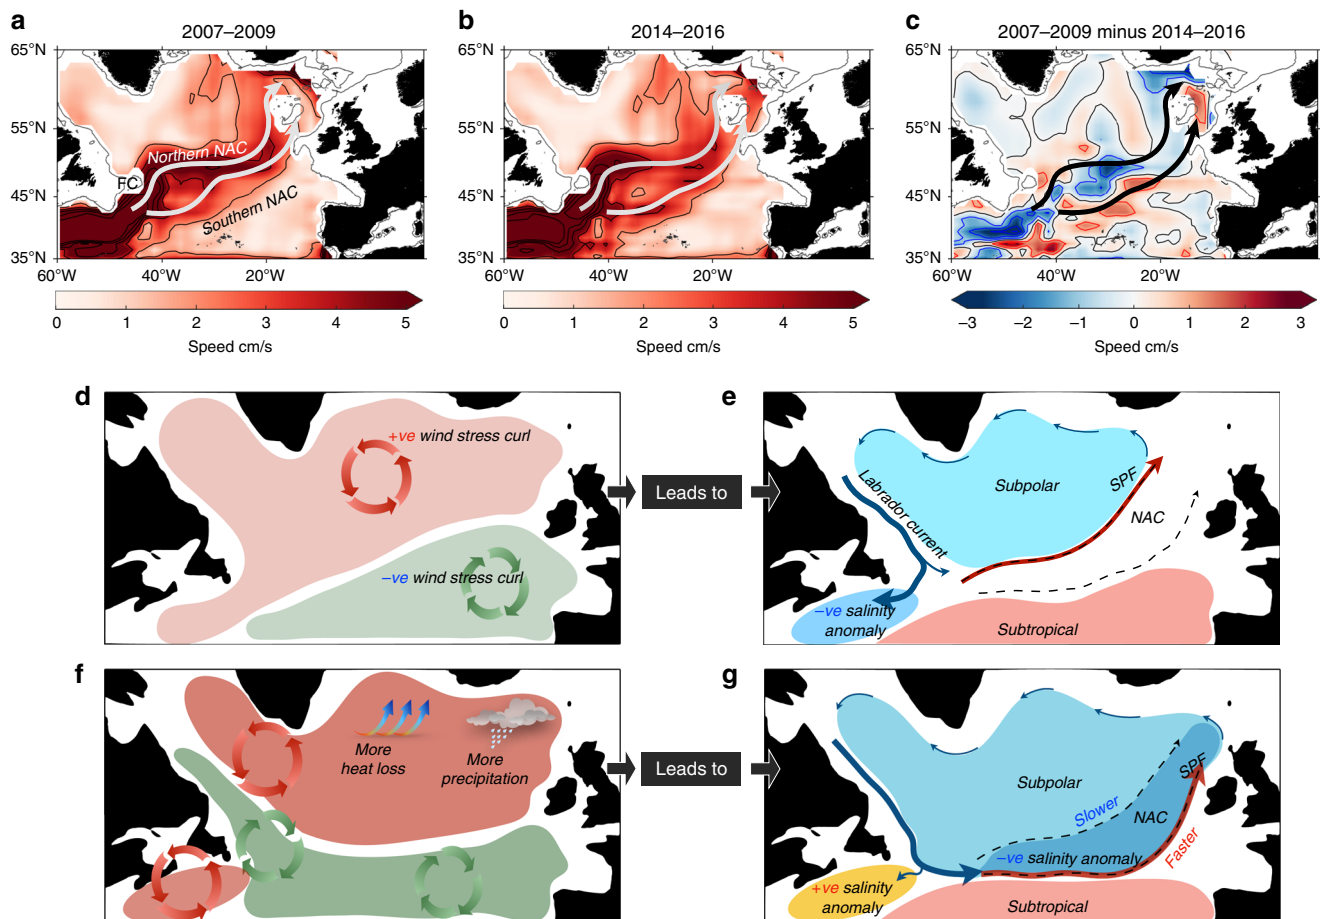 a
2007–2009
65°N
55°N
45°N
35°N
60
40°W
20°W
Northern NAC
FC
Southern NAC
0 1 2 3 4 5
Speed cm/s
b
2014–2016
65°N
55°N
45°N
35°N
60
40°W
20°W
0 1 2 3 4 5
Speed cm/s
c
2007–2009 minus 2014–2016
65°N
55°N
45°N
35°N
60
40°W
20°W
–3 –2 –1 0 1 2 3
Speed cm/s
d
+ve wind stress curl
–ve wind stress curl
Leads to
e
Labrador current
Subpolar
SPF
NAC
–ve salinity
anomaly
Subtropical
f
More
heat loss
More
precipitation
Leads to
g
Subpolar
SPF
Slower
NAC
–ve salinity anomaly
Faster
+ve salinity
anomaly
Subtropical